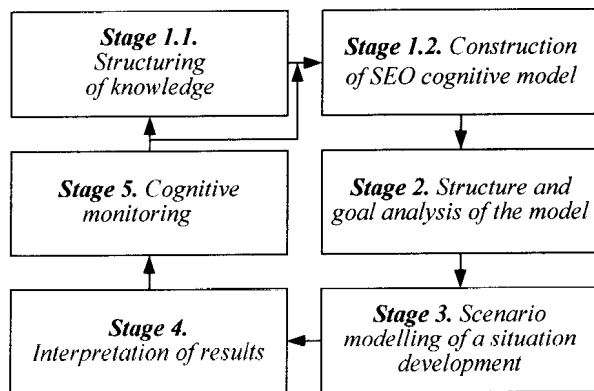 Stage 1.1.
Structuring
of knowledge
Stage 1.2. Construction
of SEO cognitive model
Stage 5. Cognitive
monitoring
Stage 2. Structure and
goal analysis of the model
Stage 4.
Interpretation of results
Stage 3. Scenario
modelling of a situation
development